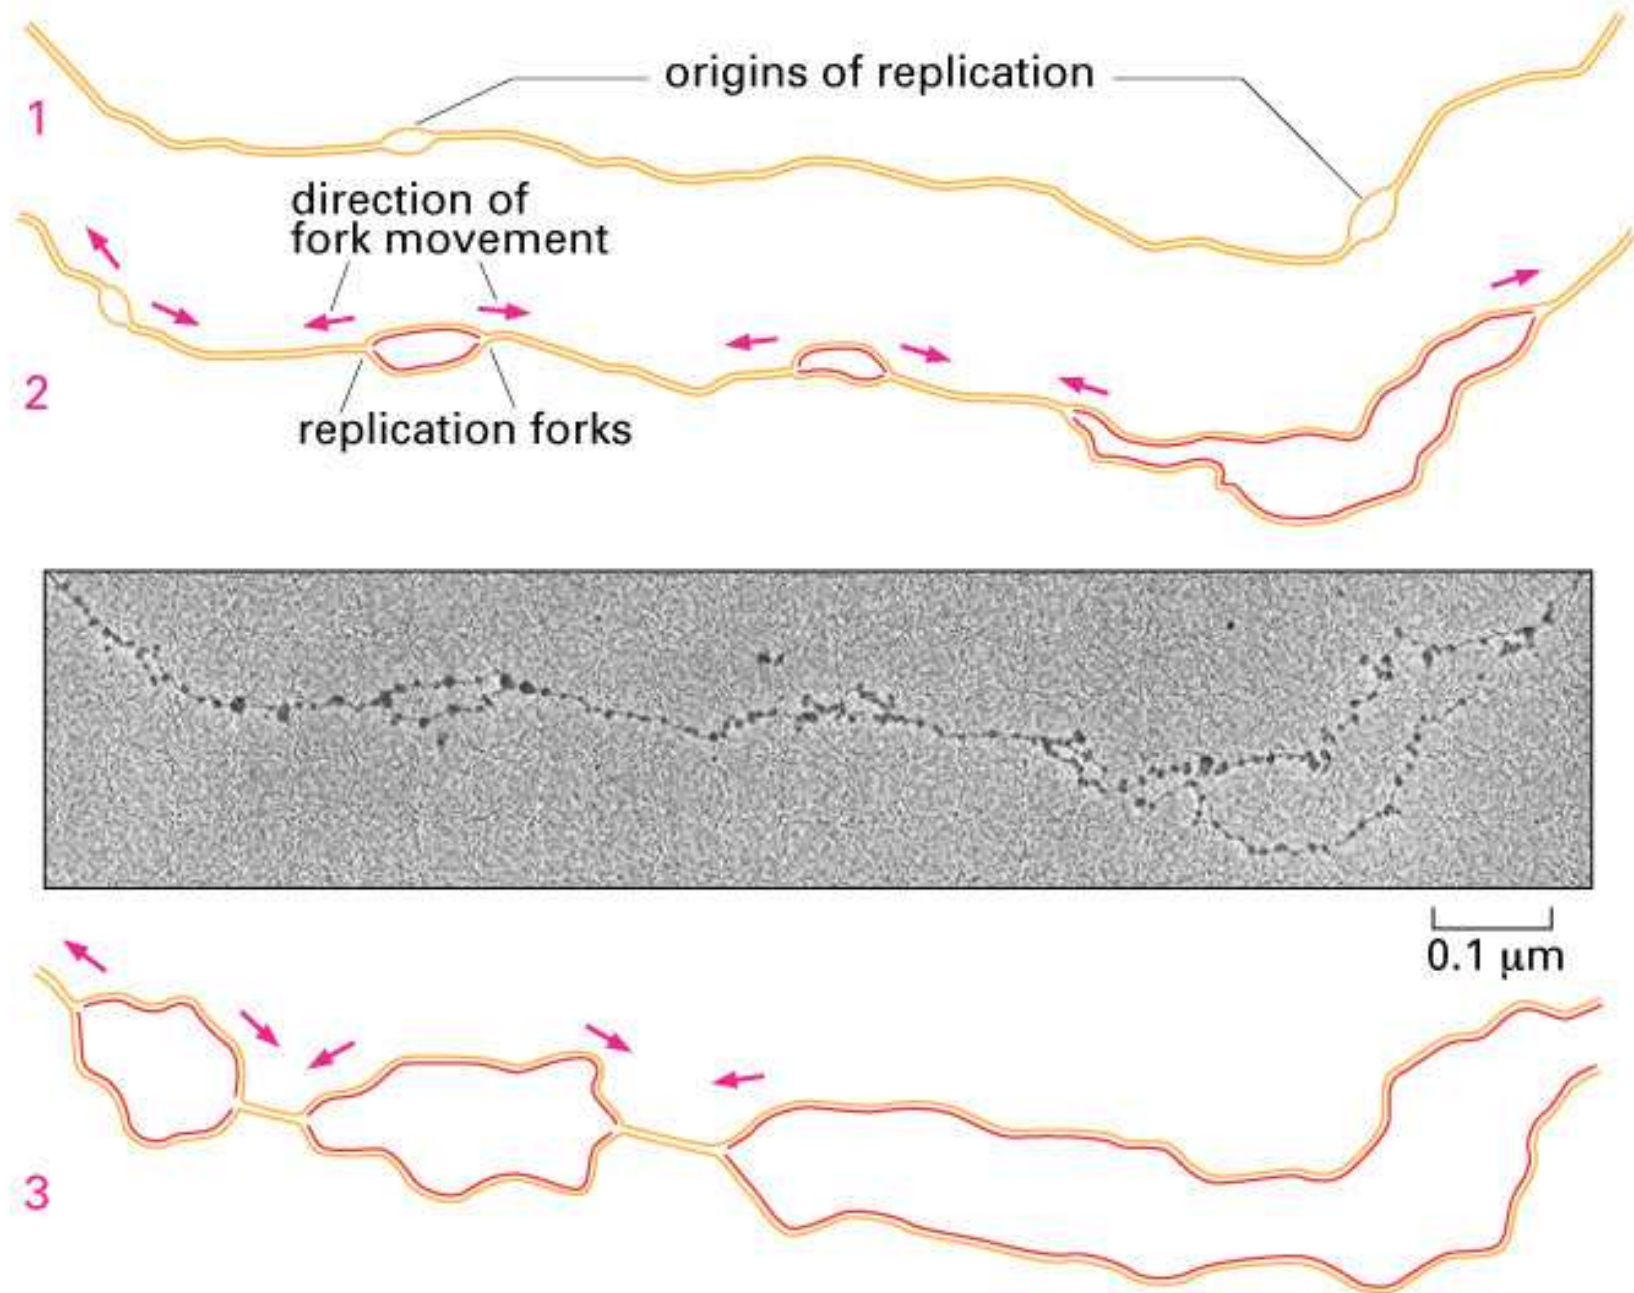 origins of replication
1
direction of
fork movement
2
replication forks
0.1 μm
3